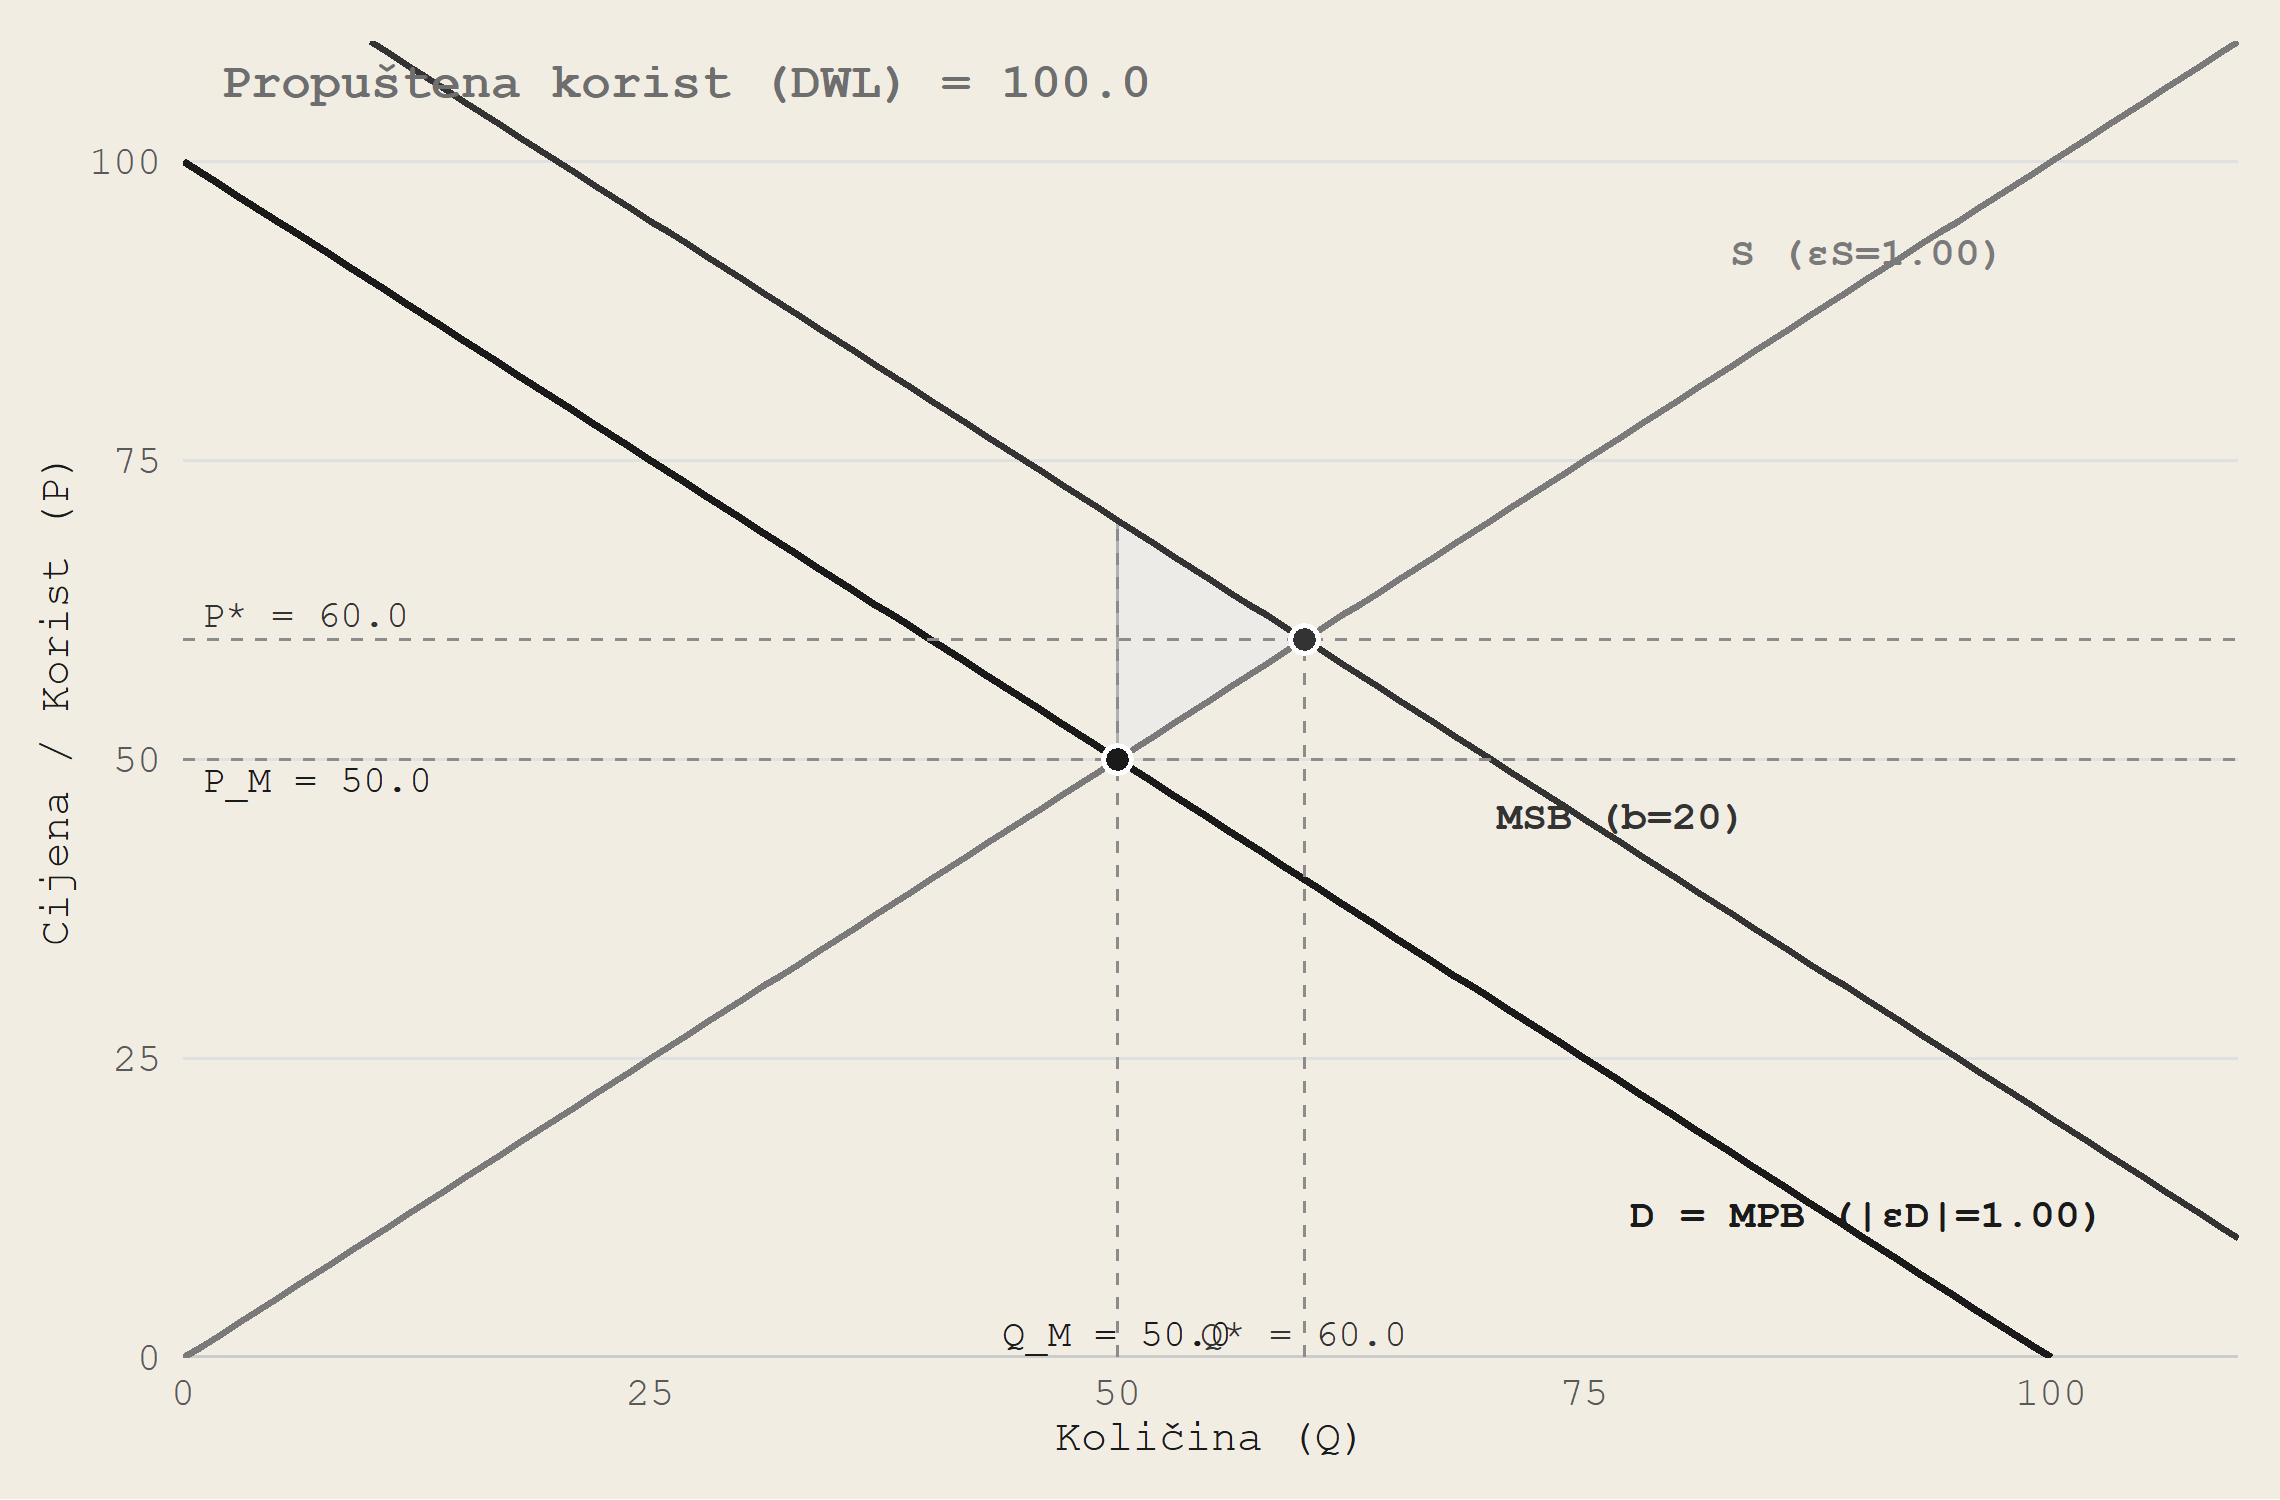 Propuštena korist (DWL) = 100.0
100
S (εS=1.00)
75
P* = 60.0
50
P_M = 50.0
MSB (b=20)
25
D = MPB (|εD|=1.00)
Q_M = 50.0
Q* = 60.0
0
0
25
50
75
100
Količina (Q)
Cijena / Korist (P)